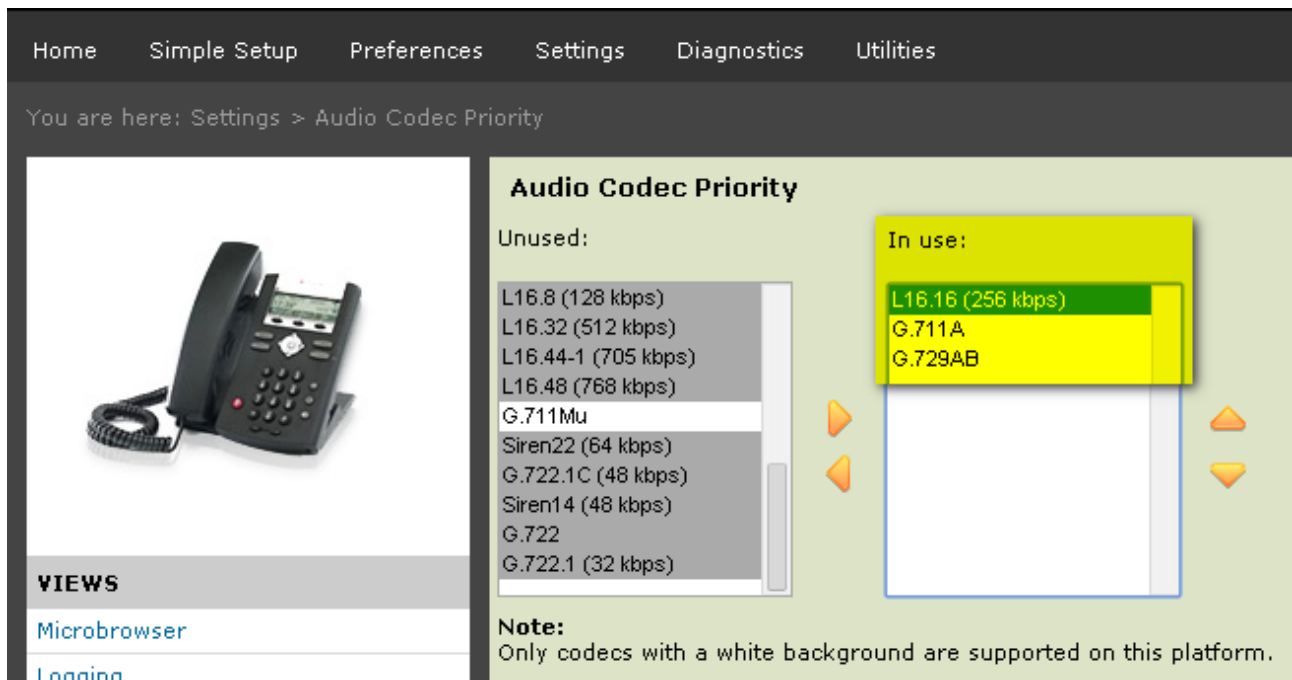 Home Simple Setup Preferences Settings Diagnostics Utilities
You are here: Settings > Audio Codec Priority
Audio Codec Priority
Unused:
L16.8 (128 kbps)
L16.32 (512 kbps)
L16.44-1 (705 kbps)
L16.48 (768 kbps)
G.711Mu
Siren22 (64 kbps)
G.722.1C (48 kbps)
Siren14 (48 kbps)
G.722
G.722.1 (32 kbps)
In use:
L16.16 (256 kbps)
G.711A
G.729AB
Note:
Only codecs with a white background are supported on this platform.
VIEWS
Microbrowser
Logging